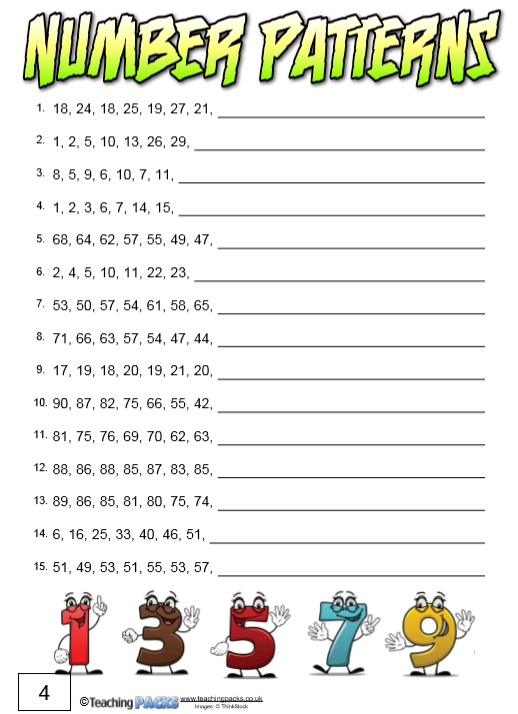 NUMBER PATTERNS
1. 18, 24, 18, 25, 19, 27, 21,
2. 1, 2, 5, 10, 13, 26, 29,
3. 8, 5, 9, 6, 10, 7, 11,
4. 1, 2, 3, 6, 7, 14, 15,
5. 68, 64, 62, 57, 55, 49, 47,
6. 2, 4, 5, 10, 11, 22, 23,
7. 53, 50, 57, 54, 61, 58, 65,
8. 71, 66, 63, 57, 54, 47, 44,
9. 17, 19, 18, 20, 19, 21, 20,
10. 90, 87, 82, 75, 66, 55, 42,
11. 81, 75, 76, 69, 70, 62, 63,
12. 88, 86, 88, 85, 87, 83, 85,
13. 89, 86, 85, 81, 80, 75, 74,
14. 6, 16, 25, 33, 40, 46, 51,
15. 51, 49, 53, 51, 55, 53, 57,
1 3 5 7 9
4
©Teaching PACKS www.teachingpacks.co.uk
Images: © ThinkStock